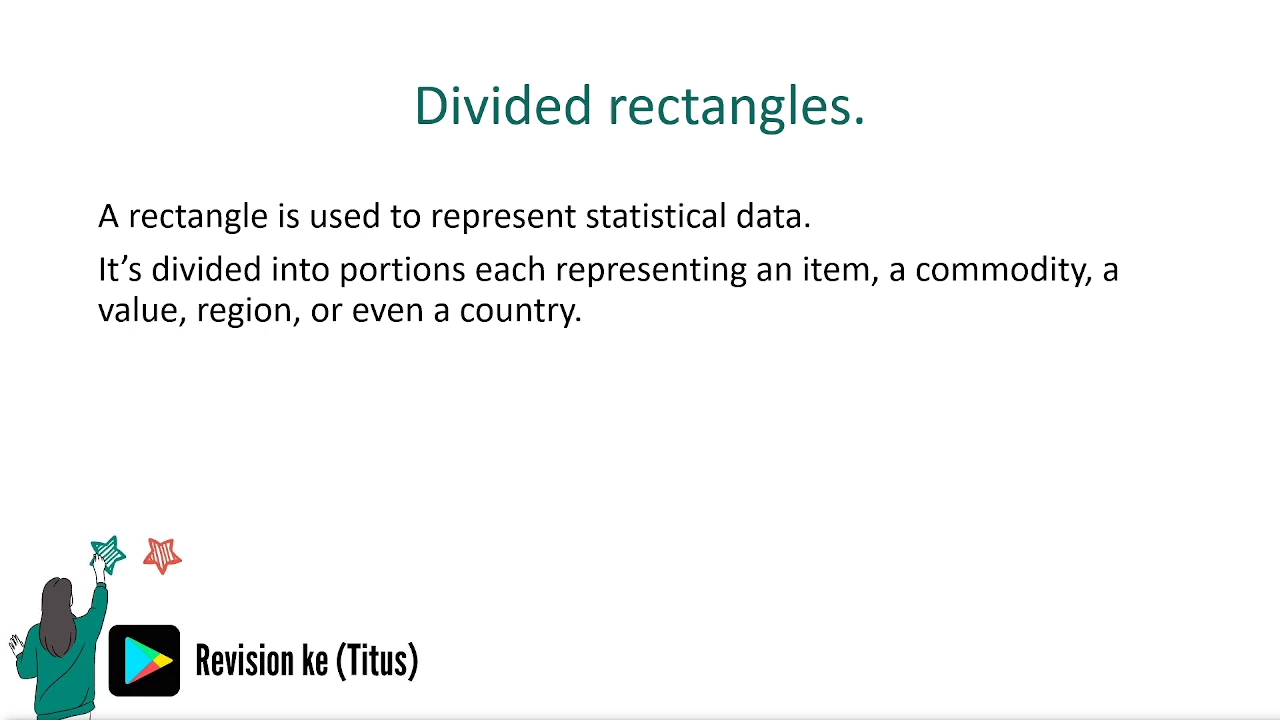 Divided rectangles.
A rectangle is used to represent statistical data.
It’s divided into portions each representing an item, a commodity, a
value, region, or even a country.
Revision ke (Titus)